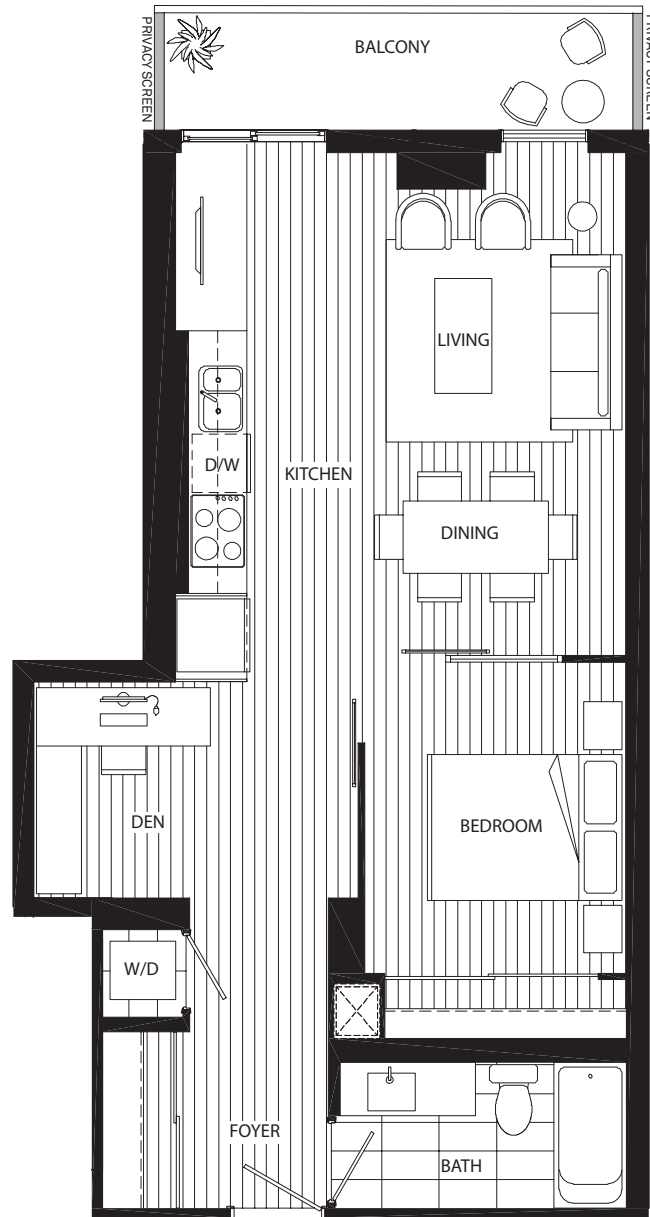 PRIVACY SCREEN
BALCONY
PRIVACY SCREEN
LIVING
D/W
KITCHEN
DINING
DEN
BEDROOM
W/D
FOYER
BATH